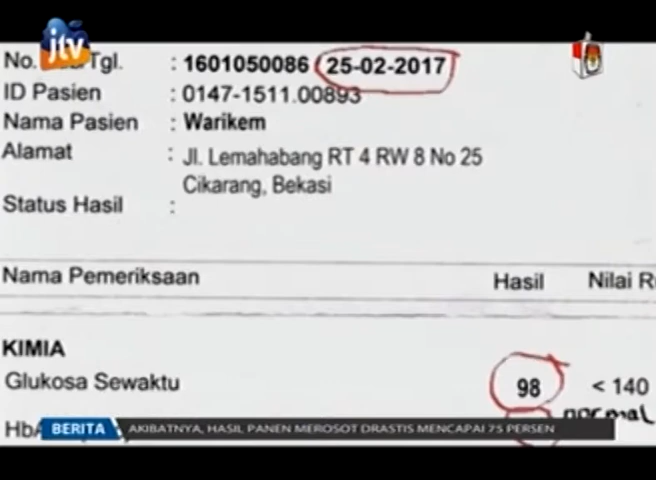 jtv
No. Tgl. : 1601050086 / 25-02-2017
ID Pasien : 0147-1511.00893
Nama Pasien : Warikem
Alamat : Jl. Lemahabang RT 4 RW 8 No 25
Cikarang, Bekasi
Status Hasil :
Nama Pemeriksaan Hasil Nilai R
KIMIA
Glukosa Sewaktu 98 < 140
normal
HbA
BERITA AKIBATNYA, HASIL PANEN MEROSOT DRASTIS MENCAPAI 75 PERSEN